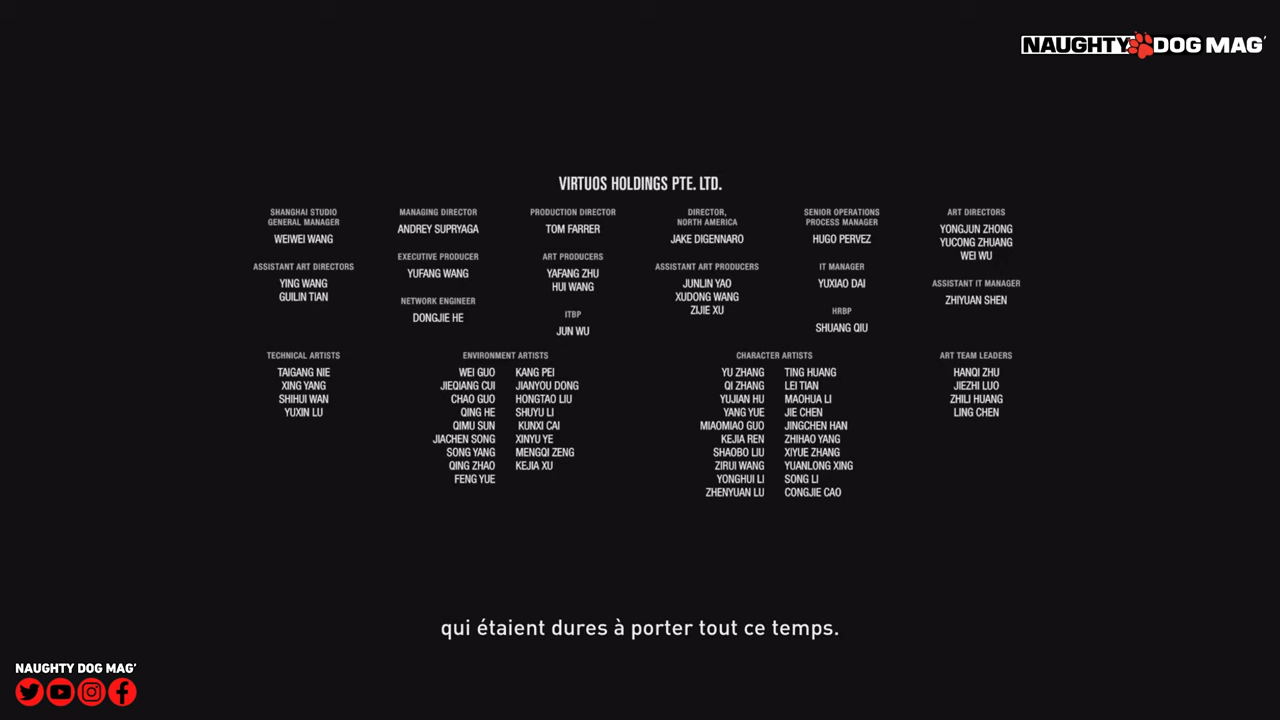 NAUGHTY DOG MAG'
VIRTUOS HOLDINGS PTE. LTD.
SHANGHAI STUDIO
GENERAL MANAGER
WEIWEI WANG
MANAGING DIRECTOR
ANDREY SUPRYAGA
PRODUCTION DIRECTOR
TOM FARRER
DIRECTOR,
NORTH AMERICA
JAKE DIGENNARO
SENIOR OPERATIONS
PROCESS MANAGER
HUGO PERVEZ
ART DIRECTORS
YONGJUN ZHONG
YUCONG ZHUANG
WEI WU
ASSISTANT ART DIRECTORS
YING WANG
GUILIN TIAN
EXECUTIVE PRODUCER
YUFANG WANG
ART PRODUCERS
YAFANG ZHU
HUI WANG
ASSISTANT ART PRODUCERS
JUNLIN YAO
XUDONG WANG
ZIJIE XU
IT MANAGER
YUXIAO DAI
ASSISTANT IT MANAGER
ZHIYUAN SHEN
NETWORK ENGINEER
DONGJIE HE
ITBP
JUN WU
HRBP
SHUANG QIU
TECHNICAL ARTISTS
TAIGANG NIE
XING YANG
SHIHUI WAN
YUXIN LU
ENVIRONMENT ARTISTS
WEI GUO KANG PEI
JIEQIANG CUI JIANYOU DONG
CHAO GUO HONGTAO LIU
QING HE SHUYU LI
QIMU SUN KUNXI CAI
JIACHEN SONG XINYU YE
SONG YANG MENGQI ZENG
QING ZHAO KEJIA XU
FENG YUE
CHARACTER ARTISTS
YU ZHANG TING HUANG
QI ZHANG LEI TIAN
YUJIAN HU MAOHUA LI
YANG YUE JIE CHEN
MIAOMIAO GUO JINGCHEN HAN
KEJIA REN ZHIHAO YANG
SHAOBO LIU XIYUE ZHANG
ZIRUI WANG YUANLONG XING
YONGHUI LI SONG LI
ZHENYUAN LU CONGJIE CAO
ART TEAM LEADERS
HANQI ZHU
JIEZHI LUO
ZHILI HUANG
LING CHEN
qui étaient dures à porter tout ce temps.
NAUGHTY DOG MAG'